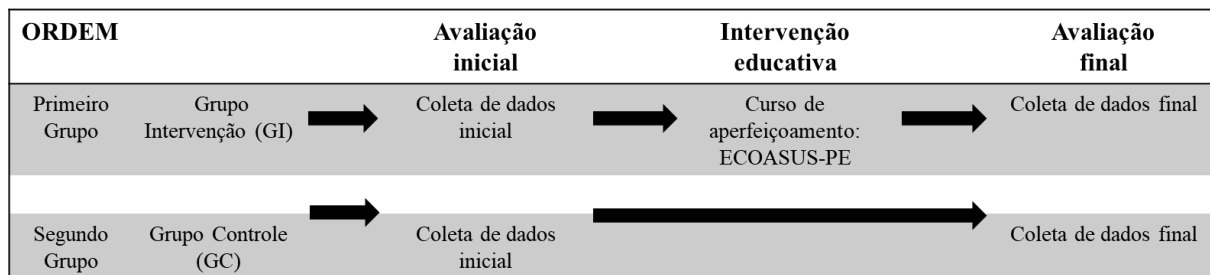 ORDEM
Avaliação
inicial
Intervenção
educativa
Avaliação
final
Primeiro
Grupo
Grupo
Intervenção (GI)
Coleta de dados
inicial
Curso de
aperfeiçoamento:
ECOASUS-PE
Coleta de dados final
Segundo
Grupo
Grupo Controle
(GC)
Coleta de dados
inicial
Coleta de dados final